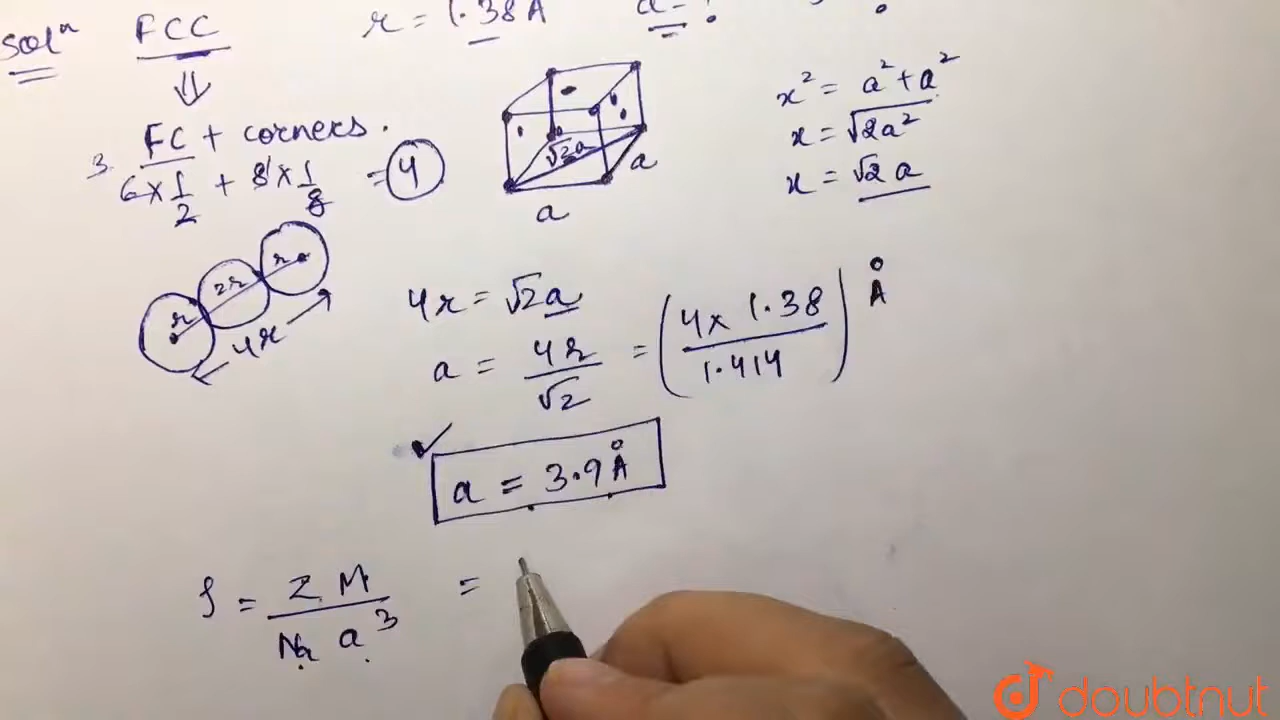 Solⁿ FCC r = 1.38 Å a = ?
FC + corners.
3.
6 × 1/2 + 8 × 1/8 = 4
√2a
a
a
x² = a² + a²
x = √2a²
x = √2 a
r 2r r
4r
4r = √2a
a = 4r/√2 = (4 × 1.38 / 1.414) Å
a = 3.9 Å
ρ = Z M / Na a³ =
doubtnut